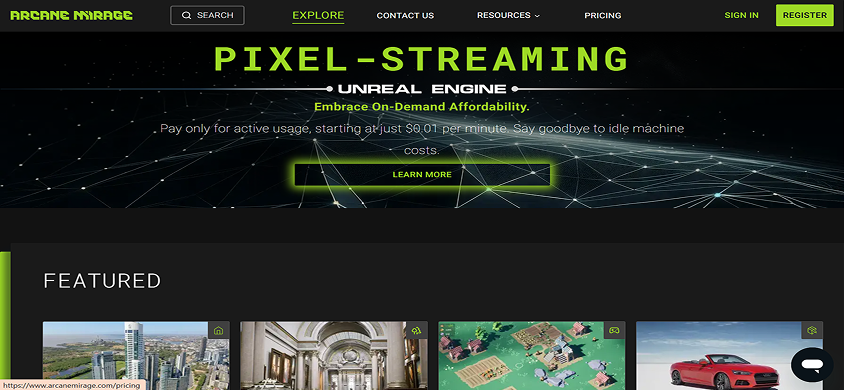 ARCANE MIRAGE
SEARCH
EXPLORE
CONTACT US
RESOURCES
PRICING
SIGN IN
REGISTER
PIXEL-STREAMING
UNREAL ENGINE
Embrace On-Demand Affordability.
Pay only for active usage, starting at just $0.01 per minute. Say goodbye to idle machine
costs.
LEARN MORE
FEATURED
https://www.arcanemirage.com/pricing